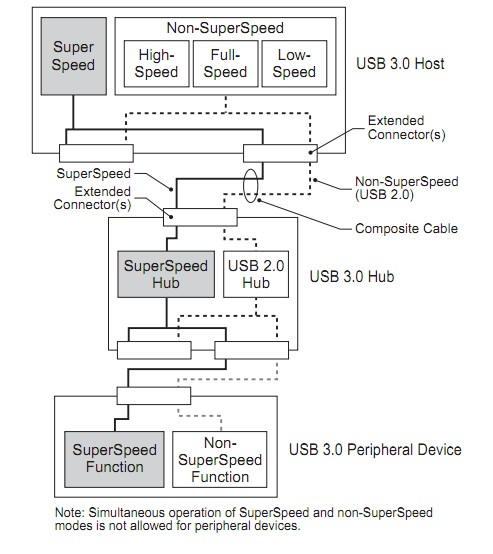 Super
Speed
Non-SuperSpeed
High-
Speed
Full-
Speed
Low-
Speed
USB 3.0 Host
Extended
Connector(s)
SuperSpeed
Extended
Connector(s)
Non-SuperSpeed
(USB 2.0)
Composite Cable
SuperSpeed
Hub
USB 2.0
Hub
USB 3.0 Hub
SuperSpeed
Function
Non-
SuperSpeed
Function
USB 3.0 Peripheral Device
Note: Simultaneous operation of SuperSpeed and non-SuperSpeed
modes is not allowed for peripheral devices.